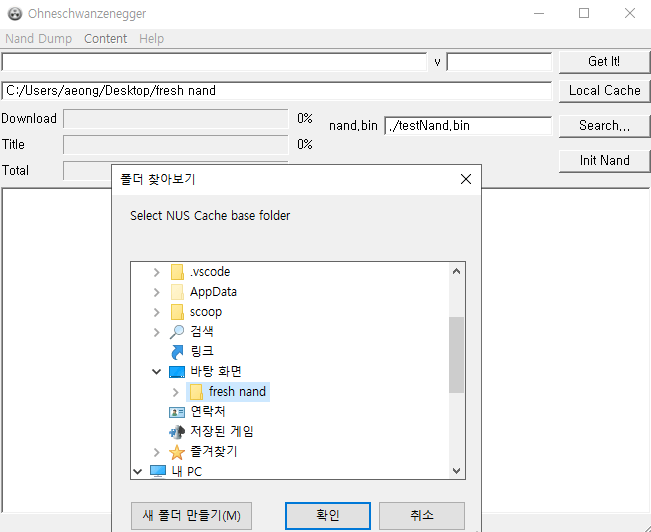 Ohneschwanzenegger
Nand Dump Content Help
v Get It!
C:/Users/aeong/Desktop/fresh nand Local Cache
Download 0%
nand.bin ./testNand.bin Search...
Title 0%
Total Init Nand
폴더 찾아보기
Select NUS Cache base folder
.vscode
AppData
scoop
검색
링크
바탕 화면
fresh nand
연락처
저장된 게임
즐겨찾기
내 PC
새 폴더 만들기(M) 확인 취소